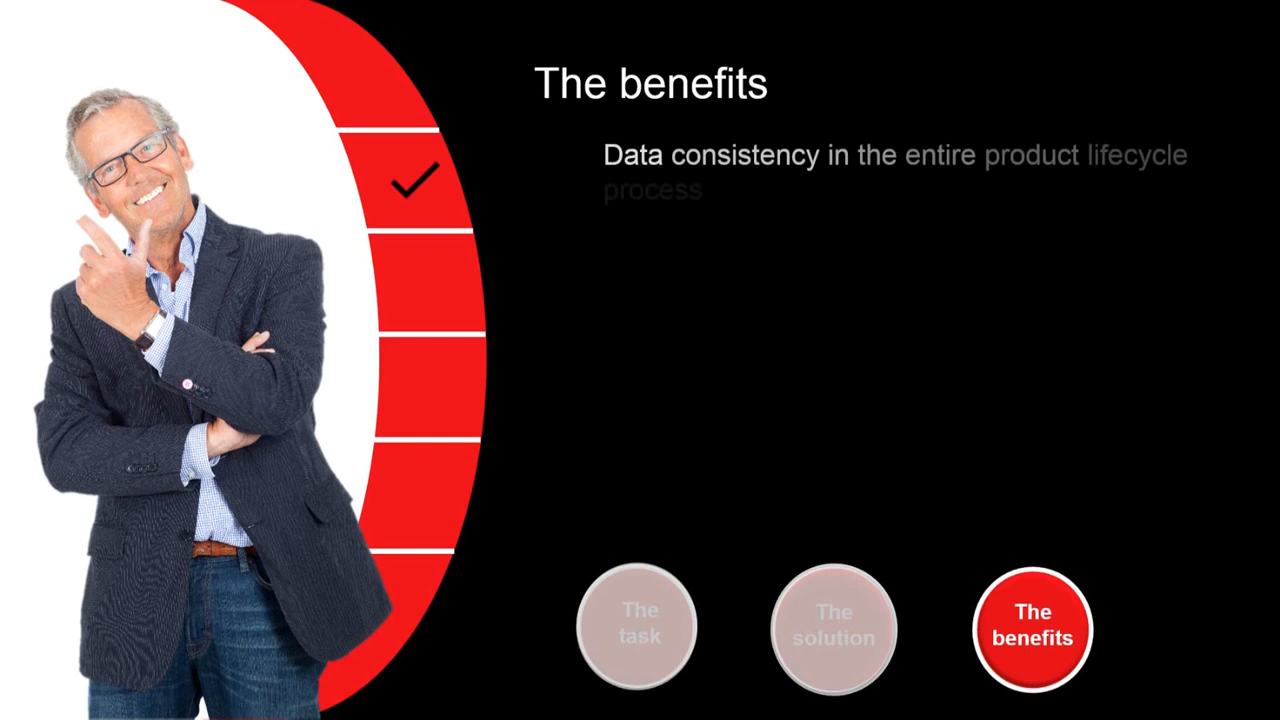 The benefits
Data consistency in the entire product lifecycle
process
The
task
The
solution
The
benefits